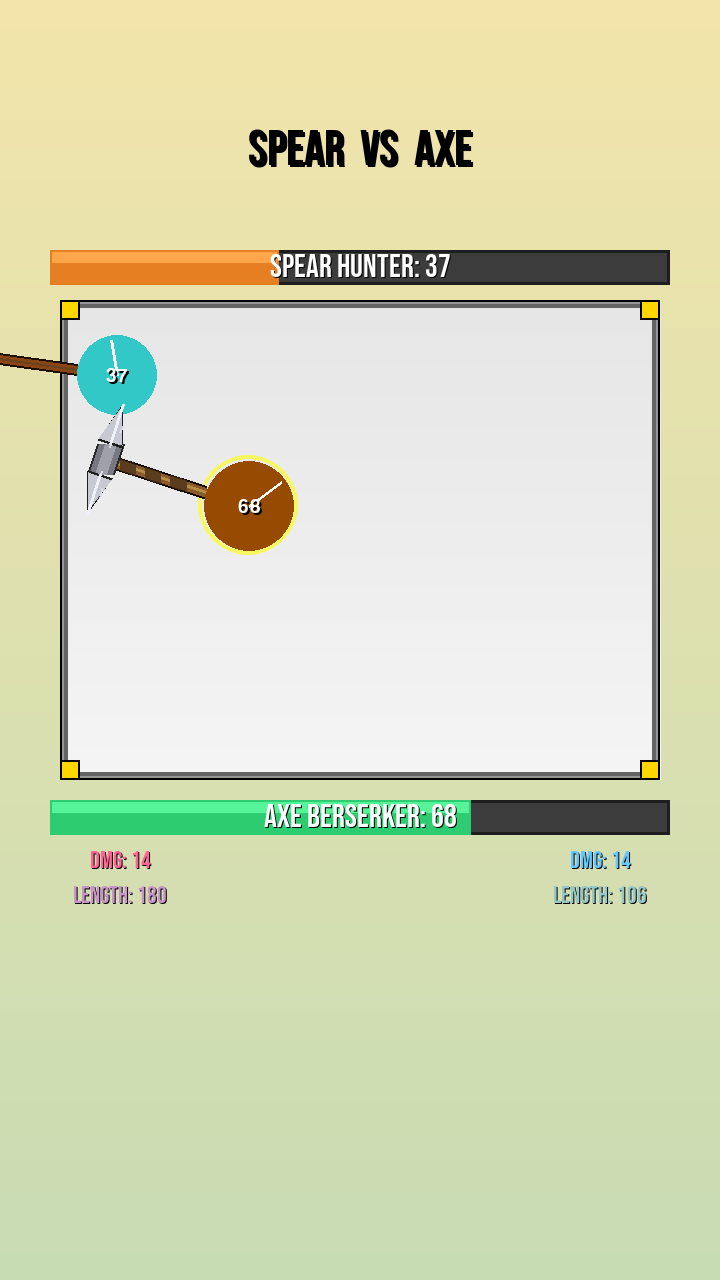 SPEAR VS AXE
SPEAR HUNTER: 37
37
68
AXE BERSERKER: 68
DMG: 14
DMG: 14
LENGTH: 180
LENGTH: 106